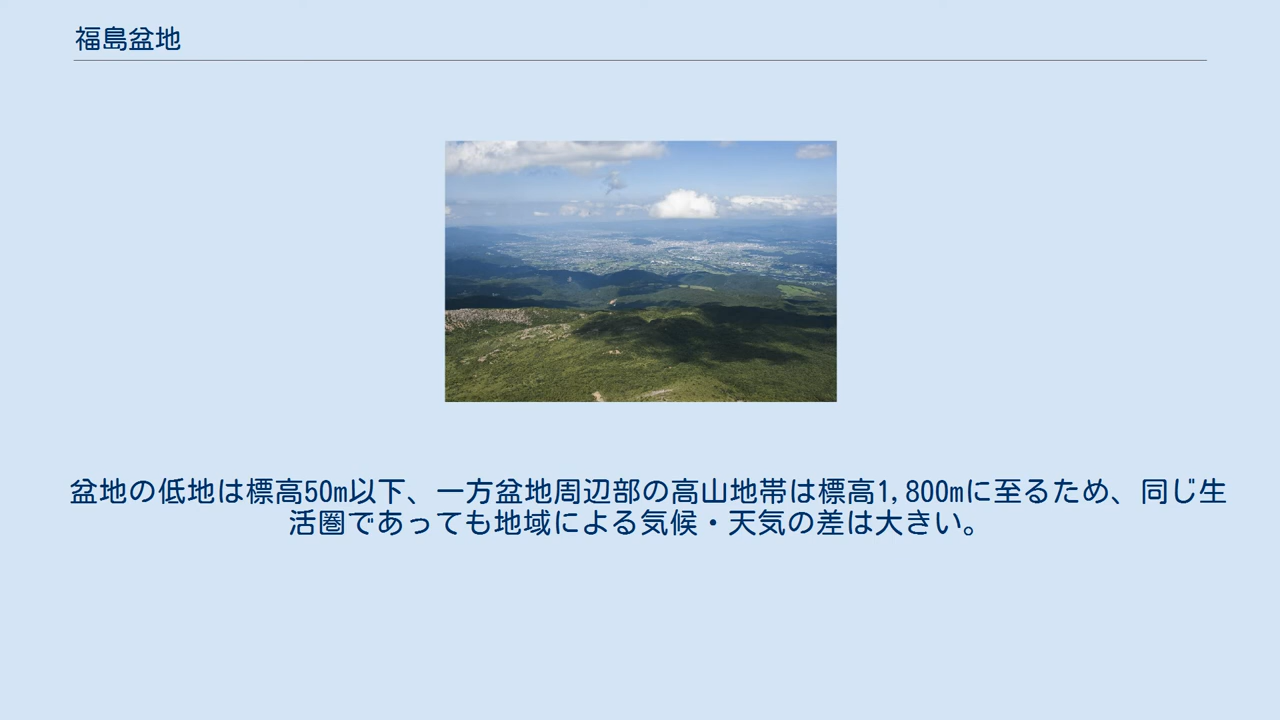 福島盆地
盆地の低地は標高50m以下、一方盆地周辺部の高山地帯は標高1,800mに至るため、同じ生
活圏であっても地域による気候・天気の差は大きい。